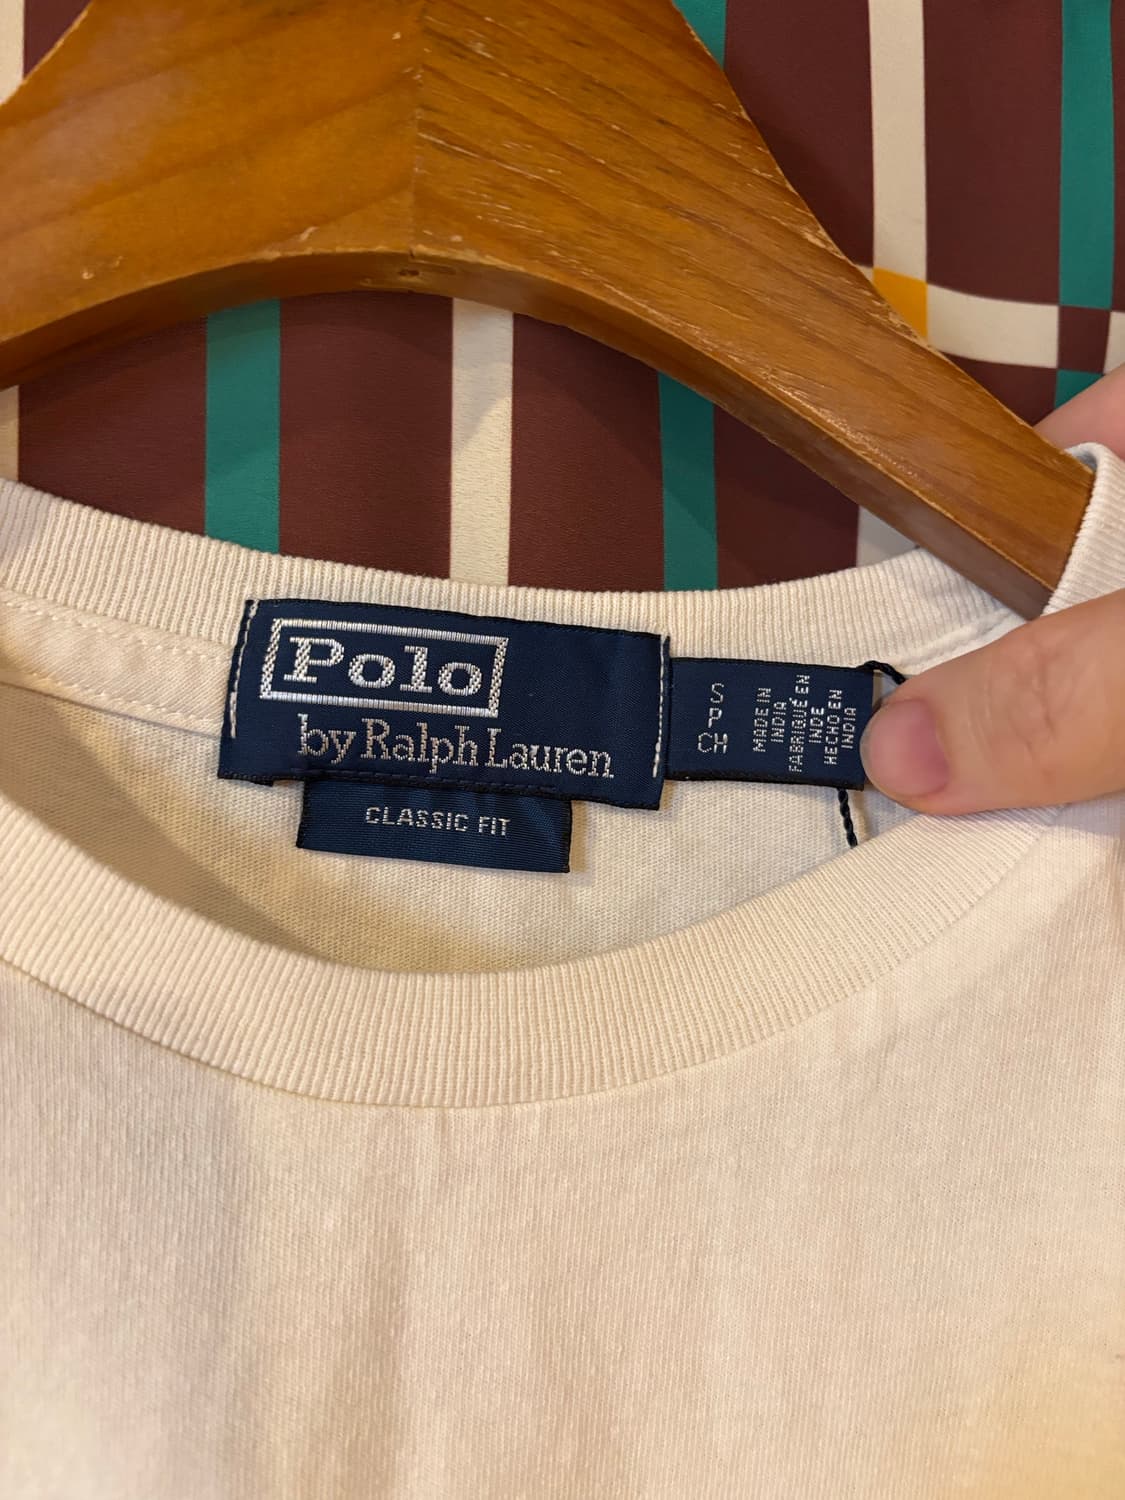 Polo
by Ralph Lauren
CLASSIC FIT
S
P
CH
MADE IN
INDIA
FABRIQUÉ EN
INDE
HECHO EN
INDIA